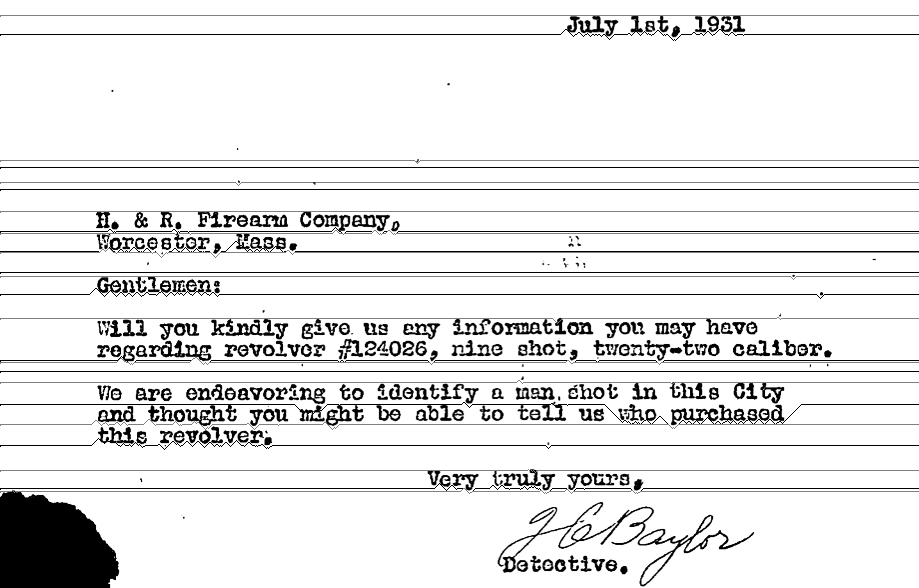 July 1st, 1931
H. & R. Firearm Company,
Worcester, Mass.
Gentlemen:
Will you kindly give us any information you may have
regarding revolver #124026, nine shot, twenty-two caliber.
We are endeavoring to identify a man shot in this City
and thought you might be able to tell us who purchased
this revolver.
Very truly yours,
J C Baylor
Detective.